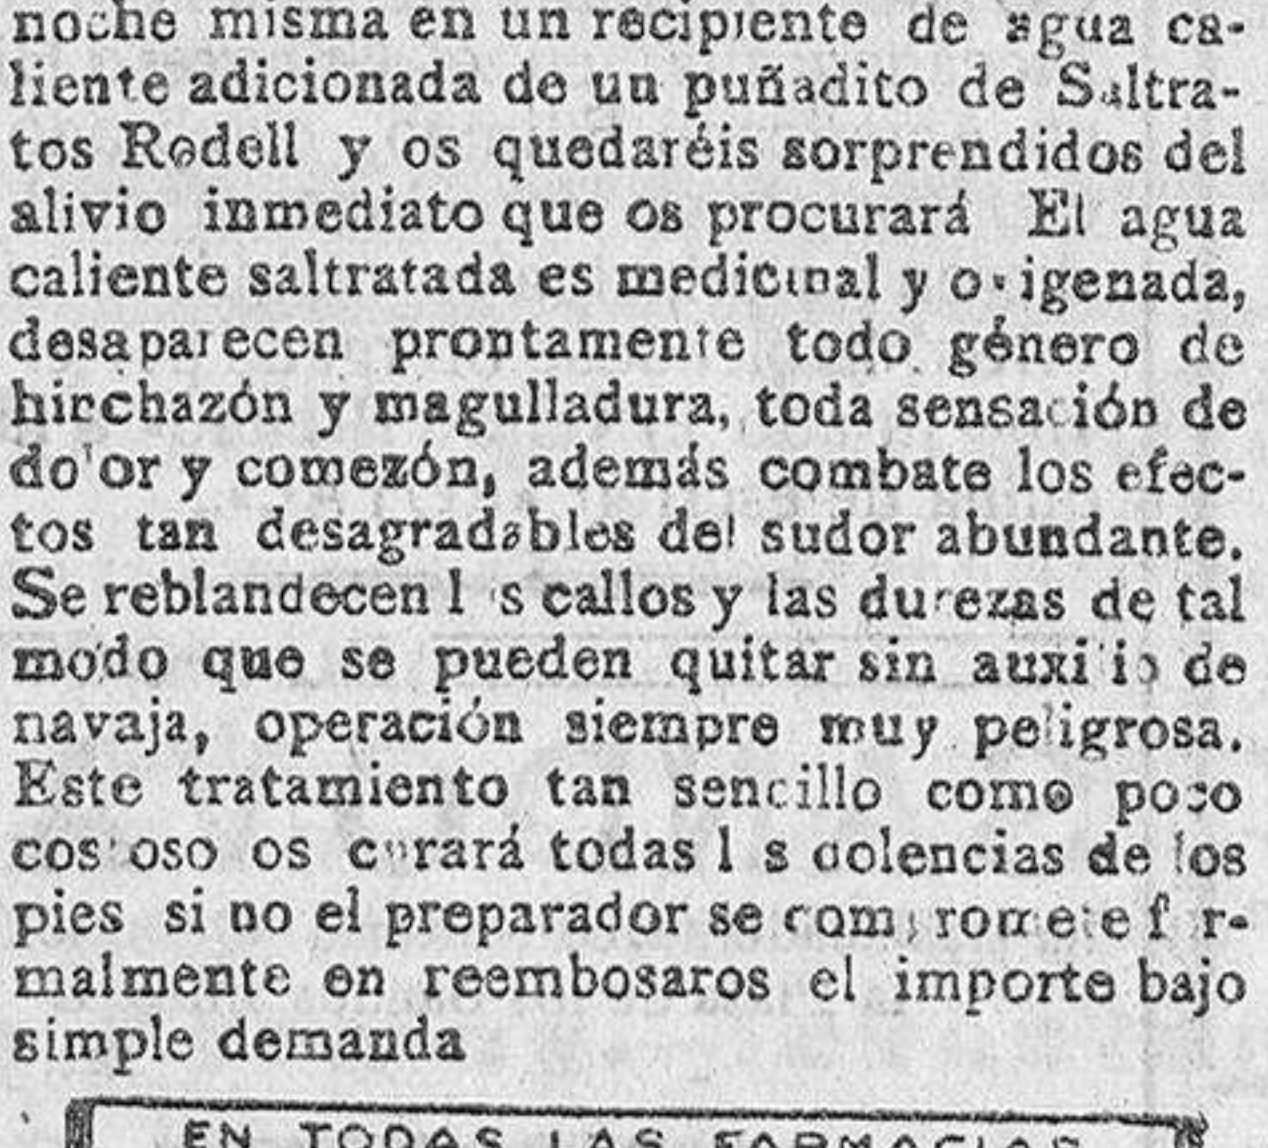 noche misma en un recipiente de agua ca-
liente adicionada de un puñadito de Saltra-
tos Rodell y os quedaréis sorprendidos del
alivio inmediato que os procurará El agua
caliente saltratada es medicinal y oxigenada,
desaparecen prontamente todo género de
hinchazón y magulladura, toda sensación de
dolor y comezón, además combate los efec-
tos tan desagradables del sudor abundante.
Se reblandecen los callos y las durezas de tal
modo que se pueden quitar sin auxilio de
navaja, operación siempre muy peligrosa.
Este tratamiento tan sencillo como poco
costoso os curará todas las dolencias de los
pies si no el preparador se compromete for-
malmente en reembosaros el importe bajo
simple demanda
EN TODAS LAS FARMACIAS